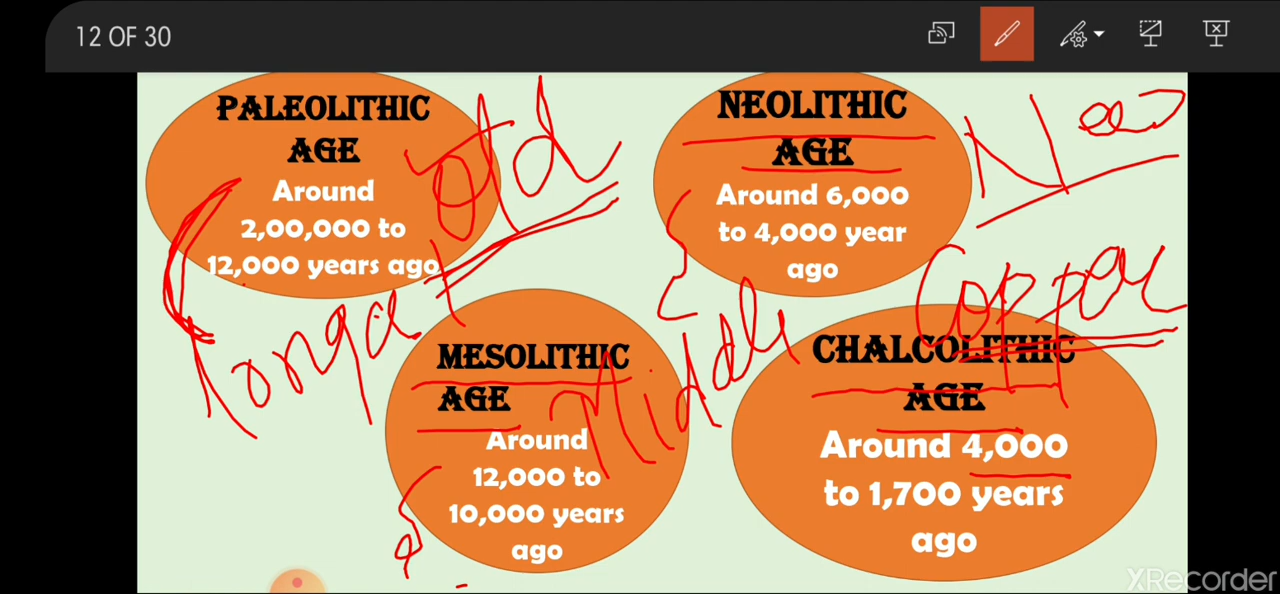 12 OF 30
PALEOLITHIC
AGE
Around
2,00,000 to
12,000 years ago
old
longest
NEOLITHIC
AGE
Around 6,000
to 4,000 year
ago
New
MESOLITHIC
AGE
Around
12,000 to
10,000 years
ago
Middle
CHALCOLITHIC
AGE
Around 4,000
to 1,700 years
ago
Copper
XRecorder